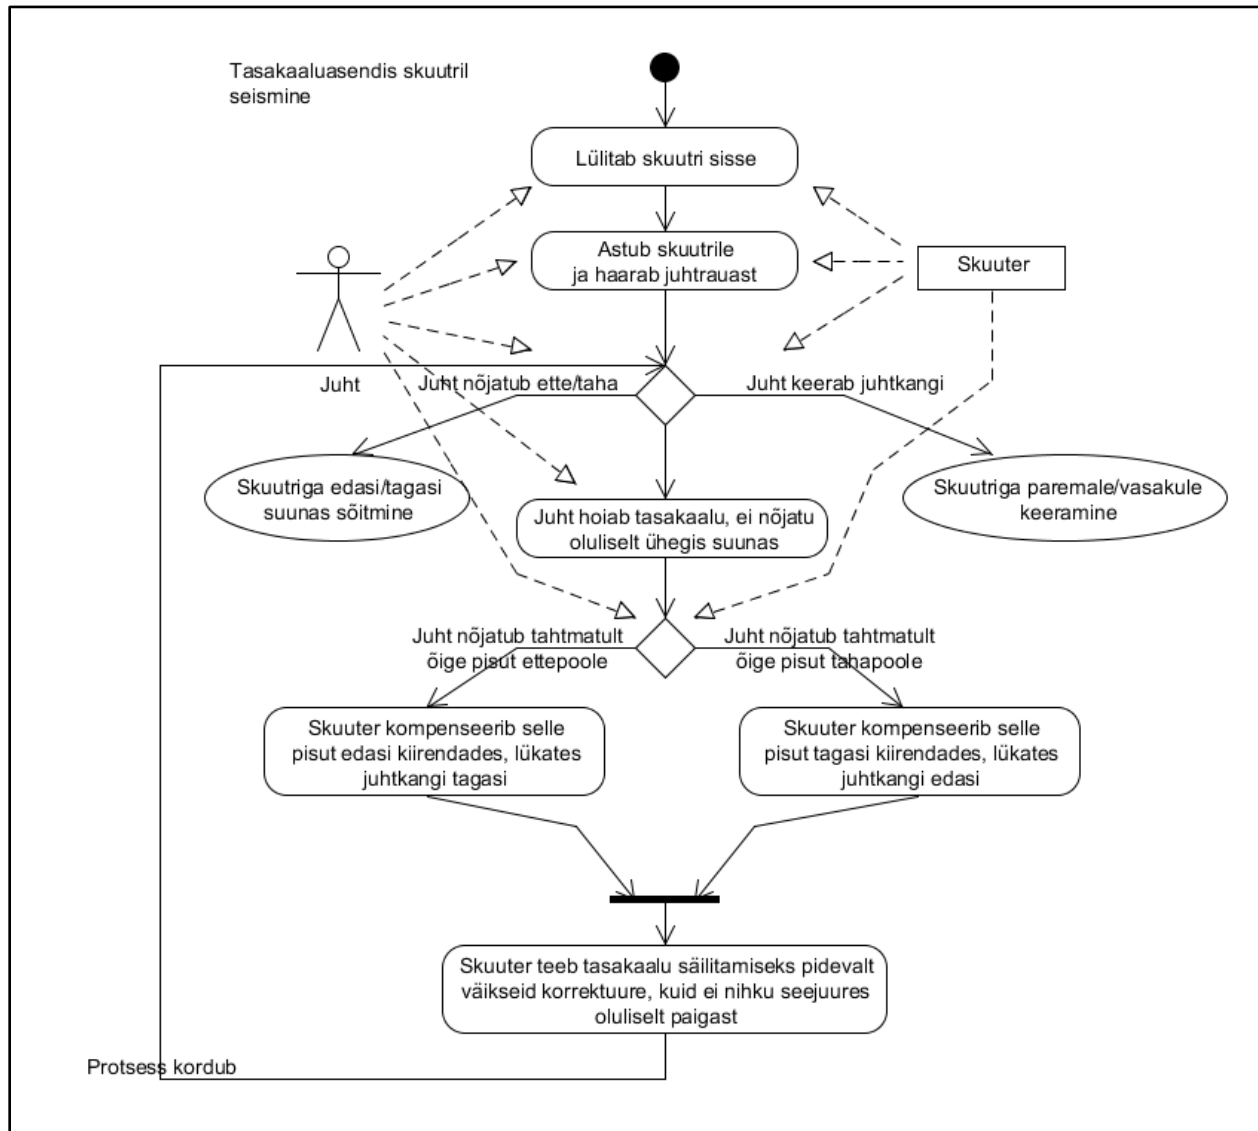 Tasakaaluasendis skuutril
seismine
Lülitab skuutri sisse
Astub skuutrile
ja haarab juhtrauast
Skuuter
Juht
Juht nõjatub ette/taha
Juht keerab juhtkangi
Skuutriga edasi/tagasi
suunas sõitmine
Skuutriga paremale/vasakule
keeramine
Juht hoiab tasakaalu, ei nõjatu
oluliselt ühegis suunas
Juht nõjatub tahtmatult
õige pisut ettepoole
Juht nõjatub tahtmatult
õige pisut tahapoole
Skuuter kompenseerib selle
pisut edasi kiirendades, lükates
juhtkangi tagasi
Skuuter kompenseerib selle
pisut tagasi kiirendades, lükates
juhtkangi edasi
Skuuter teeb tasakaalu säilitamiseks pidevalt
väikseid korrektuure, kuid ei nihku seejuures
oluliselt paigast
Protsess kordub